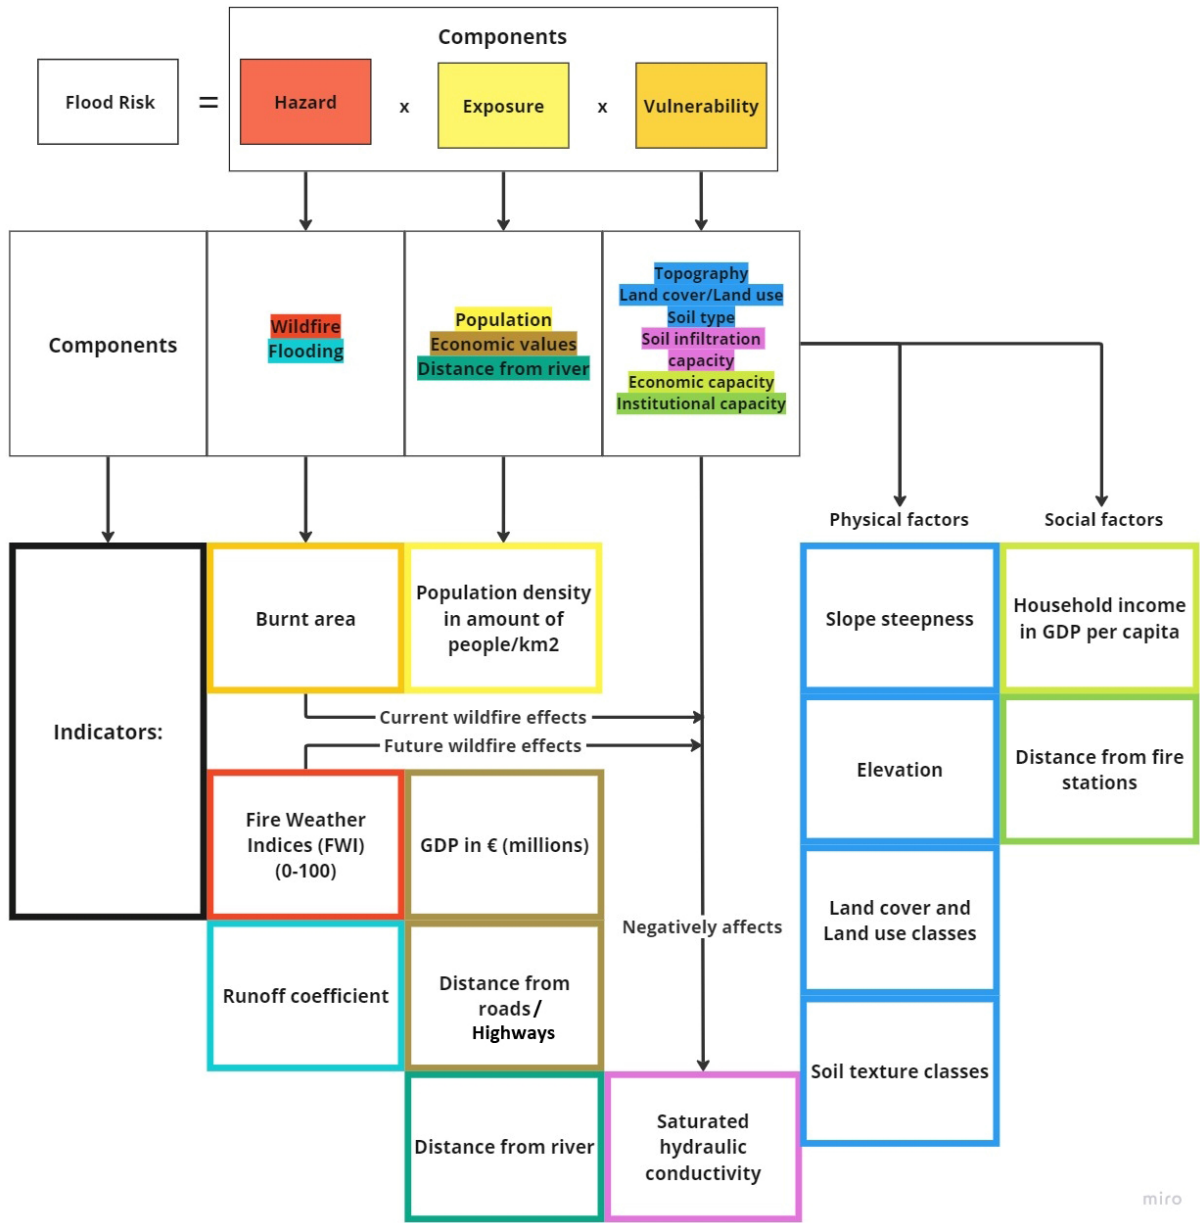 Components
Flood Risk
=
Hazard
x
Exposure
x
Vulnerability
Components
Wildfire
Flooding
Population
Economic values
Distance from river
Topography
Land cover/Land use
Soil type
Soil infiltration
capacity
Economic capacity
Institutional capacity
Physical factors
Social factors
Indicators:
Burnt area
Population density
in amount of
people/km2
Slope steepness
Household income
in GDP per capita
Current wildfire effects
Future wildfire effects
Elevation
Distance from fire
stations
Fire Weather
Indices (FWI)
(0-100)
GDP in € (millions)
Negatively affects
Land cover and
Land use classes
Runoff coefficient
Distance from
roads/
Highways
Soil texture classes
Distance from river
Saturated
hydraulic
conductivity
miro